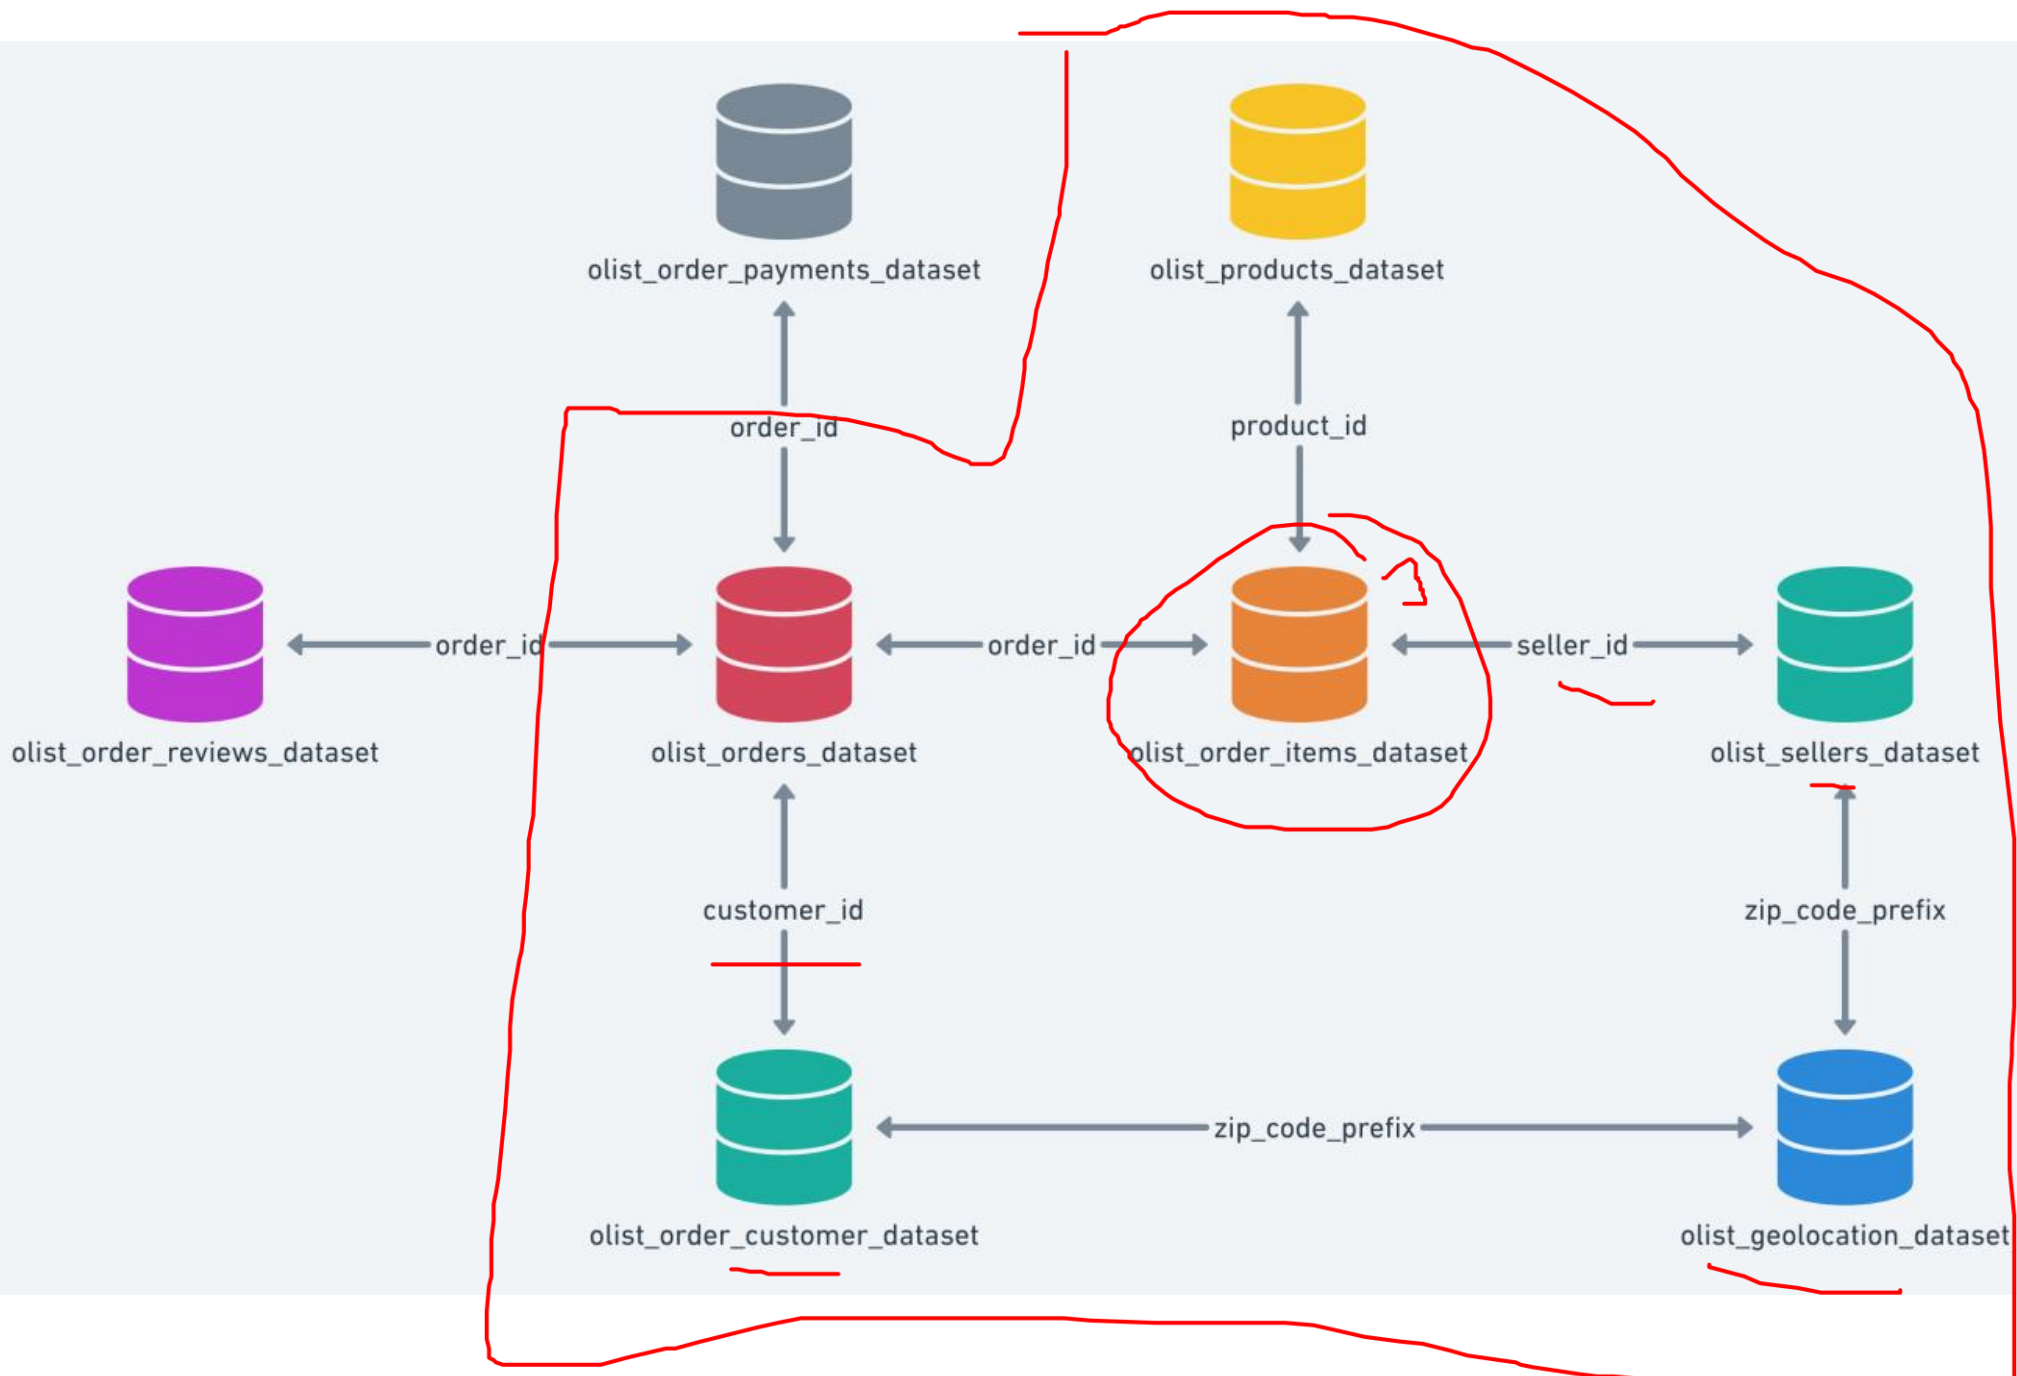 olist_order_payments_dataset
olist_products_dataset
order_id
product_id
order_id
order_id
seller_id
olist_order_reviews_dataset
olist_orders_dataset
olist_order_items_dataset
olist_sellers_dataset
customer_id
zip_code_prefix
zip_code_prefix
olist_order_customer_dataset
olist_geolocation_dataset